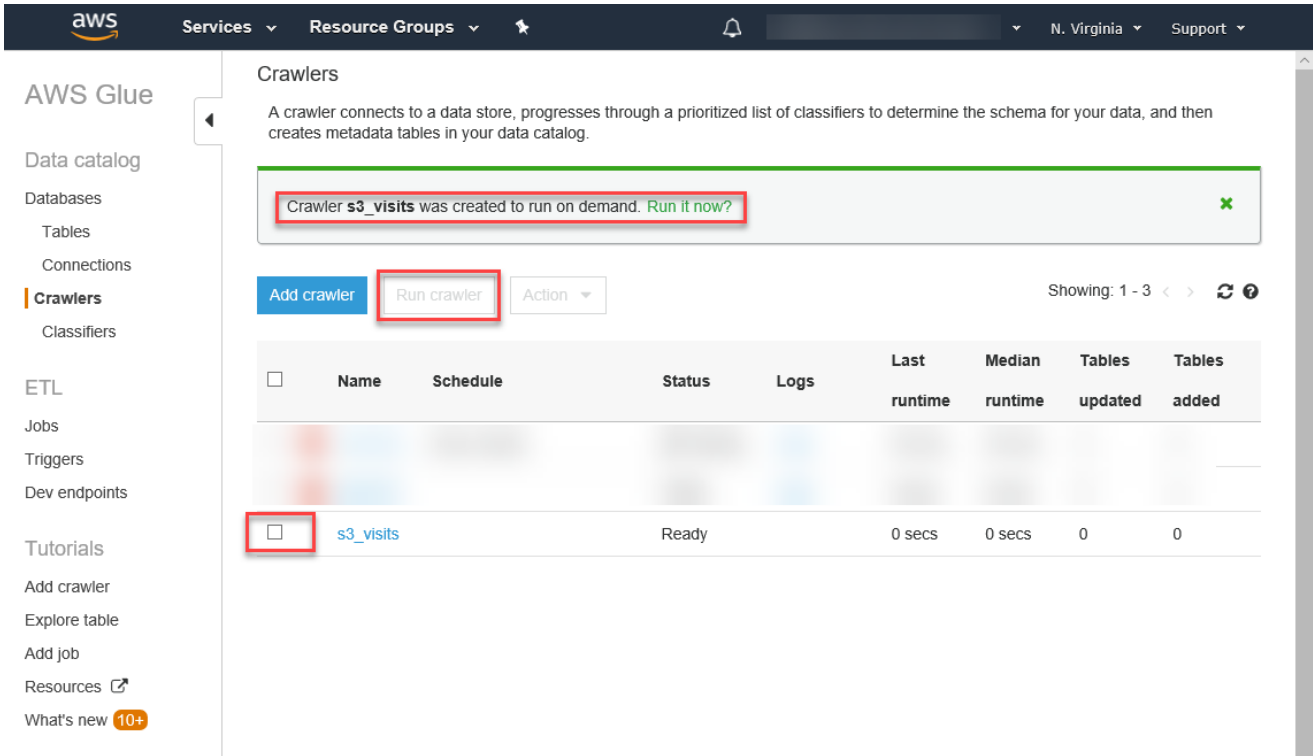 aws Services Resource Groups N. Virginia Support
AWS Glue
Data catalog
Databases
Tables
Connections
Crawlers
Classifiers
ETL
Jobs
Triggers
Dev endpoints
Tutorials
Add crawler
Explore table
Add job
Resources
What's new 10+
Crawlers
A crawler connects to a data store, progresses through a prioritized list of classifiers to determine the schema for your data, and then
creates metadata tables in your data catalog.
Crawler s3_visits was created to run on demand. Run it now?
Add crawler Run crawler Action Showing: 1 - 3
Name Schedule Status Logs Last runtime Median runtime Tables updated Tables added
s3_visits Ready 0 secs 0 secs 0 0